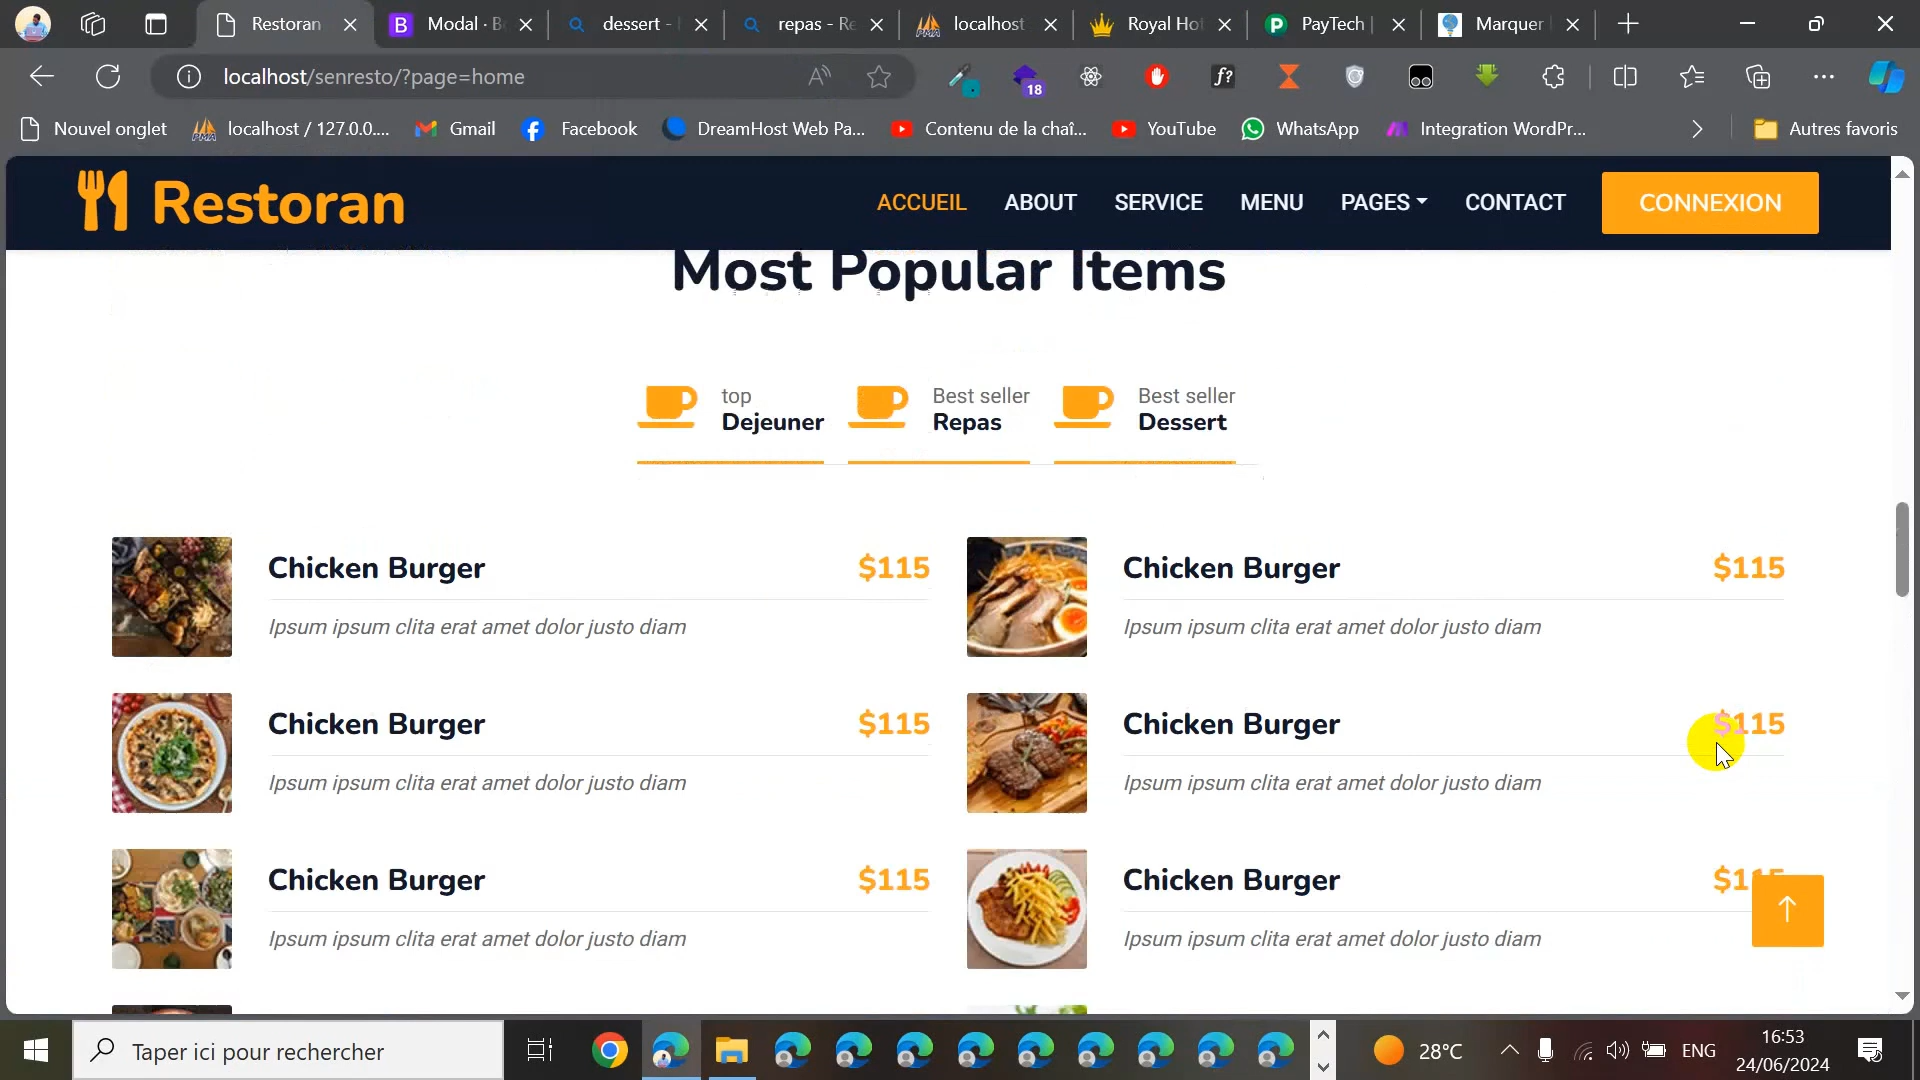 Restoran
Modal · B
dessert -
repas - Re
localhost
Royal Hot
PayTech |
Marquer
localhost/senresto/?page=home
18
f?
Nouvel onglet
localhost / 127.0.0....
Gmail
Facebook
DreamHost Web Pa...
Contenu de la chaî...
YouTube
WhatsApp
Integration WordPr...
Autres favoris
Restoran
ACCUEIL
ABOUT
SERVICE
MENU
PAGES
CONTACT
CONNEXION
Most Popular Items
top
Dejeuner
Best seller
Repas
Best seller
Dessert
Chicken Burger $115
Ipsum ipsum clita erat amet dolor justo diam
Chicken Burger $115
Ipsum ipsum clita erat amet dolor justo diam
Chicken Burger $115
Ipsum ipsum clita erat amet dolor justo diam
Chicken Burger $115
Ipsum ipsum clita erat amet dolor justo diam
Chicken Burger $115
Ipsum ipsum clita erat amet dolor justo diam
Chicken Burger $115
Ipsum ipsum clita erat amet dolor justo diam
Taper ici pour rechercher
28°C
ENG
16:53
24/06/2024